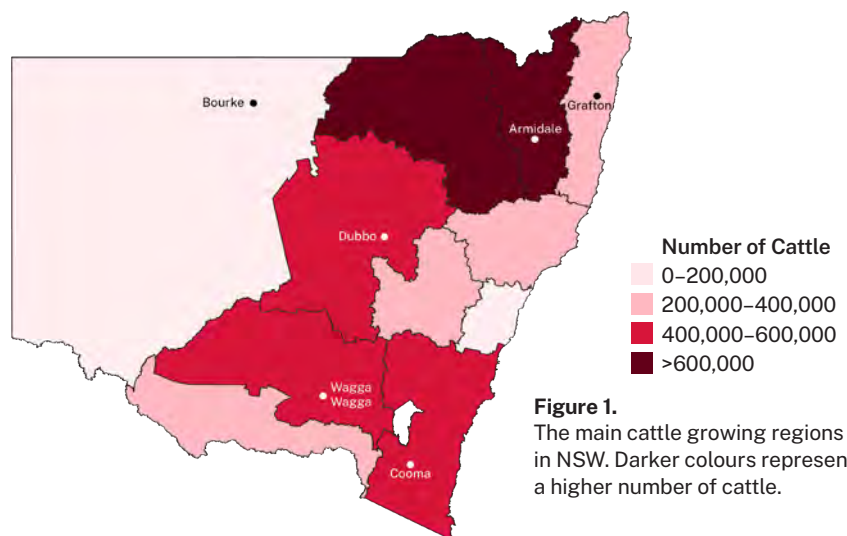 Bourke
Grafton
Armidale
Dubbo
Number of Cattle
0–200,000
200,000–400,000
400,000–600,000
>600,000
Wagga
Wagga
Cooma
Figure 1.
The main cattle growing regions
in NSW. Darker colours represen
a higher number of cattle.